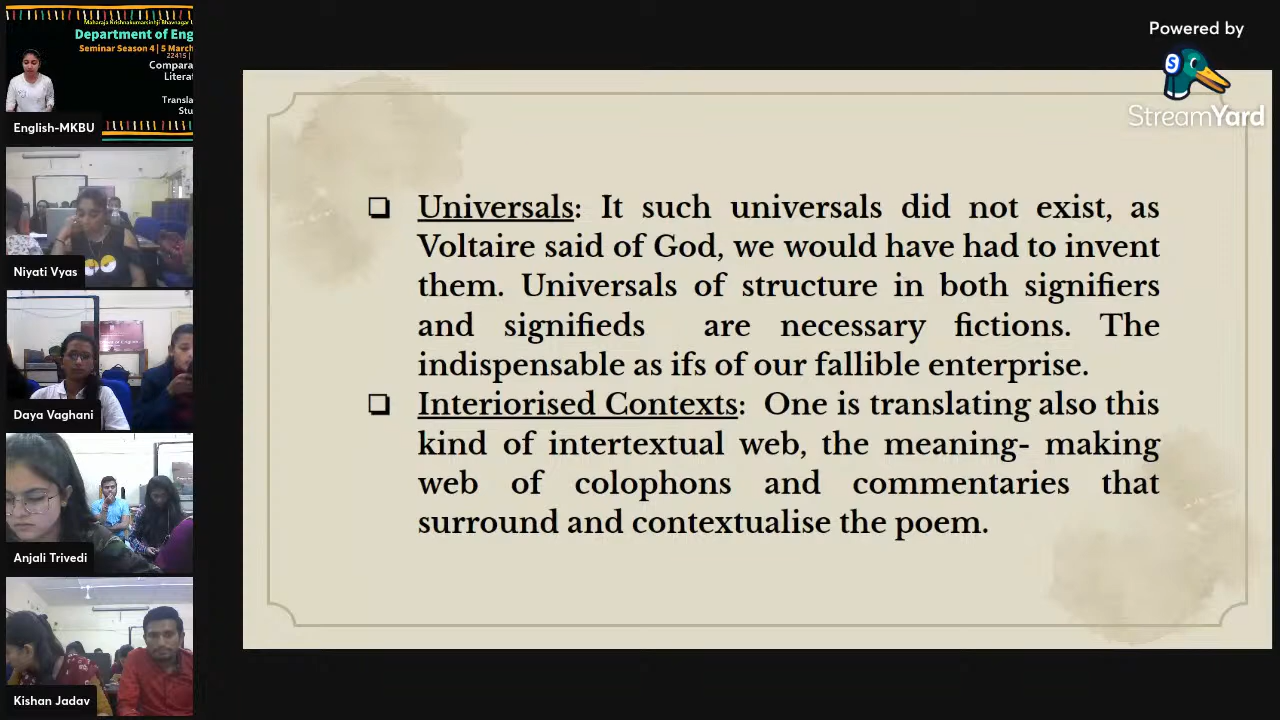 Maharaja Krishnakumarsinhji Bhavnagar U
Department of Eng
Seminar Season 4 | 5 March
22415 |
Compara
Literat
Transla
Stu
English-MKBU
Niyati Vyas
Daya Vaghani
Anjali Trivedi
Kishan Jadav
Powered by
S
StreamYard
❏ Universals: It such universals did not exist, as
Voltaire said of God, we would have had to invent
them. Universals of structure in both signifiers
and signifieds are necessary fictions. The
indispensable as ifs of our fallible enterprise.
❏ Interiorised Contexts: One is translating also this
kind of intertextual web, the meaning- making
web of colophons and commentaries that
surround and contextualise the poem.